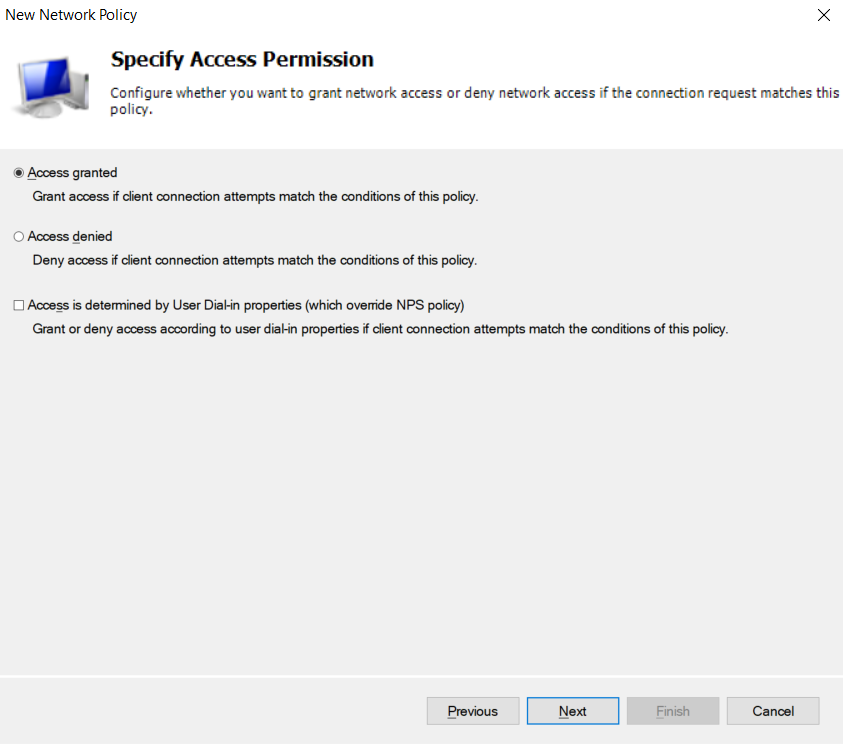 New Network Policy
Specify Access Permission
Configure whether you want to grant network access or deny network access if the connection request matches this
policy.
Access granted
Grant access if client connection attempts match the conditions of this policy.
Access denied
Deny access if client connection attempts match the conditions of this policy.
Access is determined by User Dial-in properties (which override NPS policy)
Grant or deny access according to user dial-in properties if client connection attempts match the conditions of this policy.
Previous
Next
Finish
Cancel